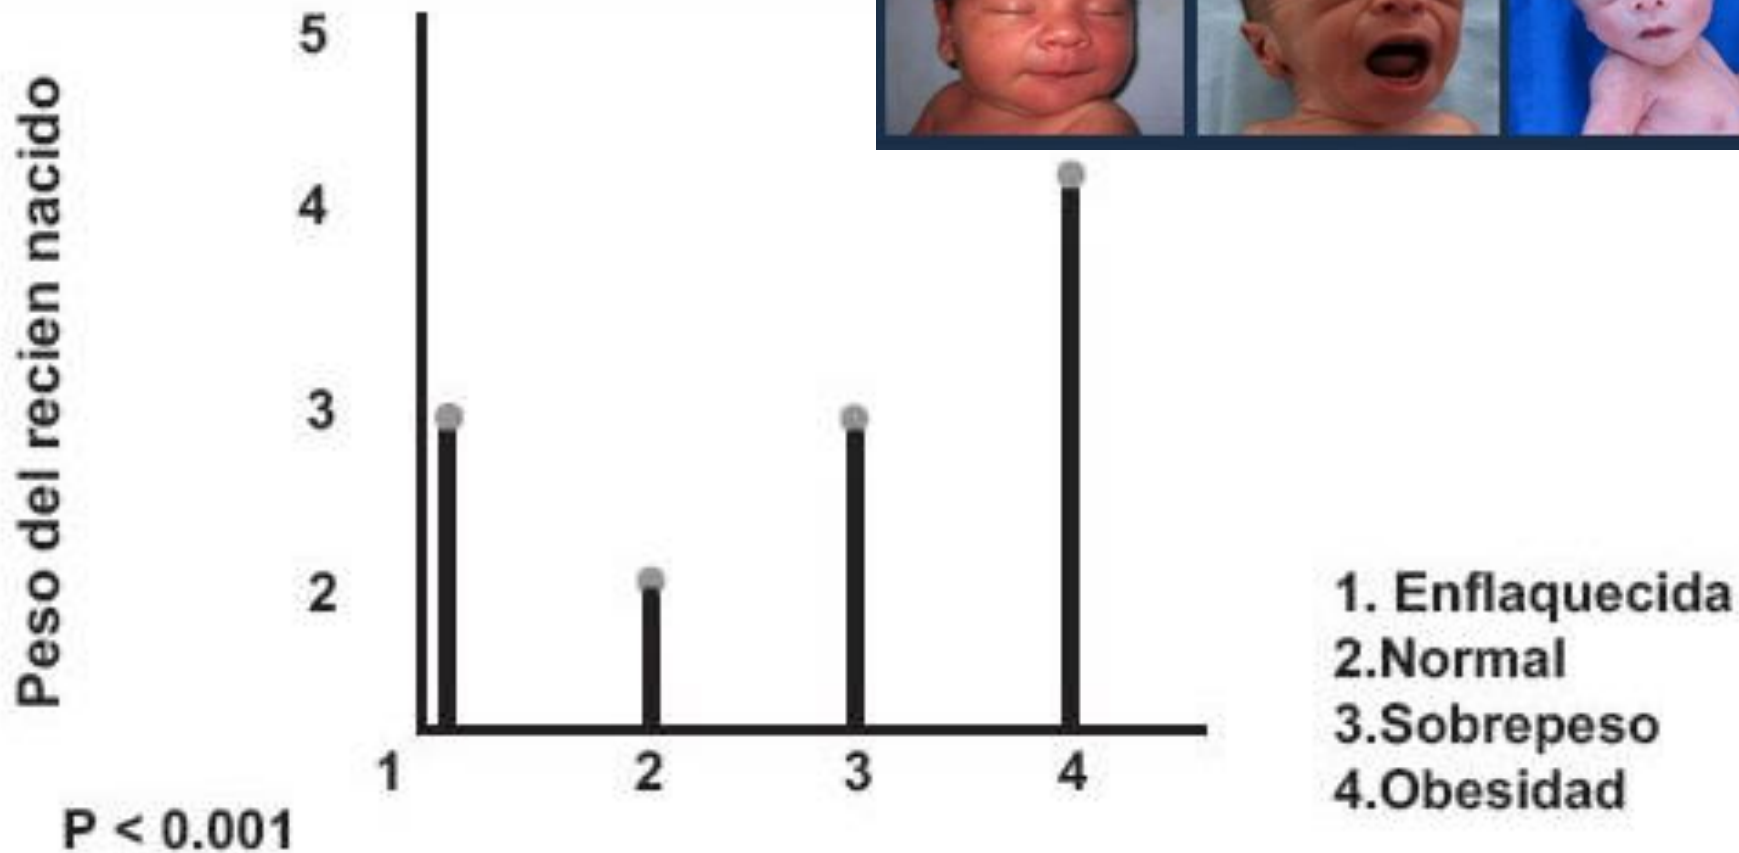 Peso del recien nacido
5
4
3
2
1
2
3
4
P < 0.001
1. Enflaquecida
2.Normal
3.Sobrepeso
4.Obesidad